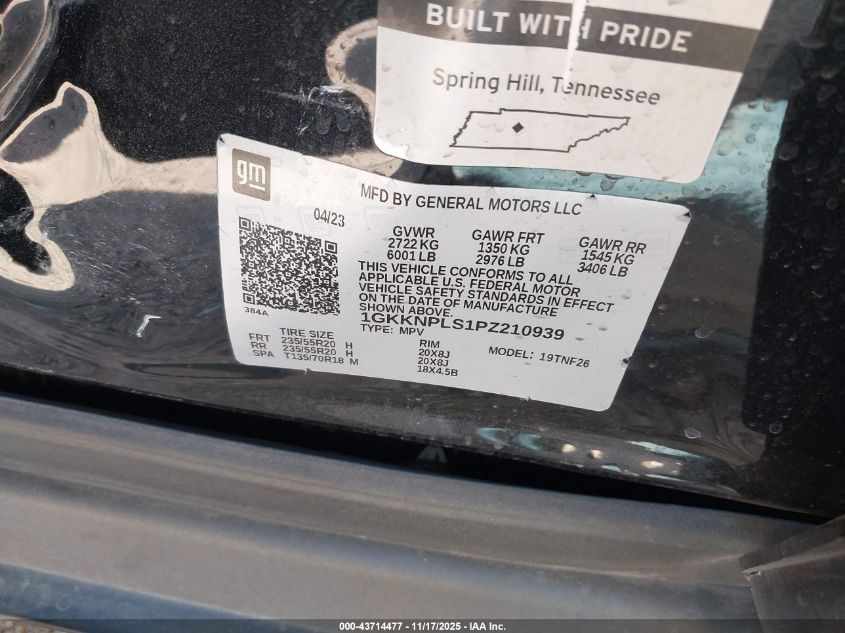 BUILT WITH PRIDE
Spring Hill, Tennessee
gm
MFD BY GENERAL MOTORS LLC
04/23
GVWR GAWR FRT GAWR RR
2722 KG 1350 KG 1545 KG
6001 LB 2976 LB 3406 LB
THIS VEHICLE CONFORMS TO ALL
APPLICABLE U.S. FEDERAL MOTOR
VEHICLE SAFETY STANDARDS IN EFFECT
ON THE DATE OF MANUFACTURE
SHOWN ABOVE.
384A
1GKKNPLS1PZ210939
TYPE: MPV
TIRE SIZE RIM MODEL: 19TNF26
FRT 235/55R20 H 20X8J
RR 235/55R20 H 20X8J
SPA T135/70R18 M 18X4.5B
000-43714477 - 11/17/2025 - IAA Inc.